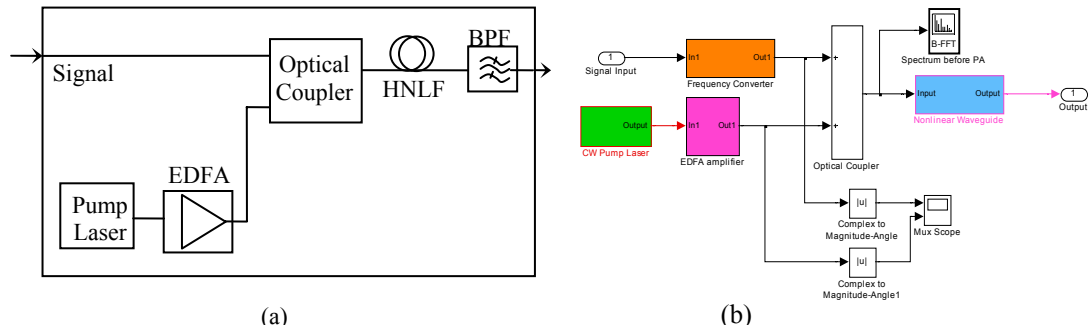 Signal
Optical
Coupler
HNLF
BPF
EDFA
Pump
Laser
(a)
1
Signal Input
In1
Out1
Frequency Converter
Output
CW Pump Laser
In1
Out1
EDFA amplifier
+
+
Optical Coupler
B-FFT
Spectrum before PA
Input
Output
Nonlinear Waveguide
1
Output
|u|
Complex to
Magnitude-Angle
Mux Scope
|u|
Complex to
Magnitude-Angle1
(b)